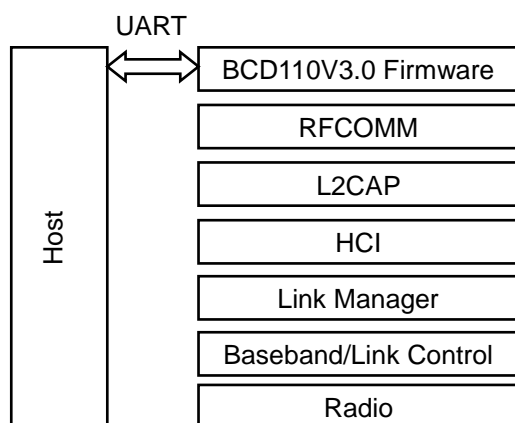 UART
BCD110V3.0 Firmware
RFCOMM
L2CAP
Host
HCI
Link Manager
Baseband/Link Control
Radio